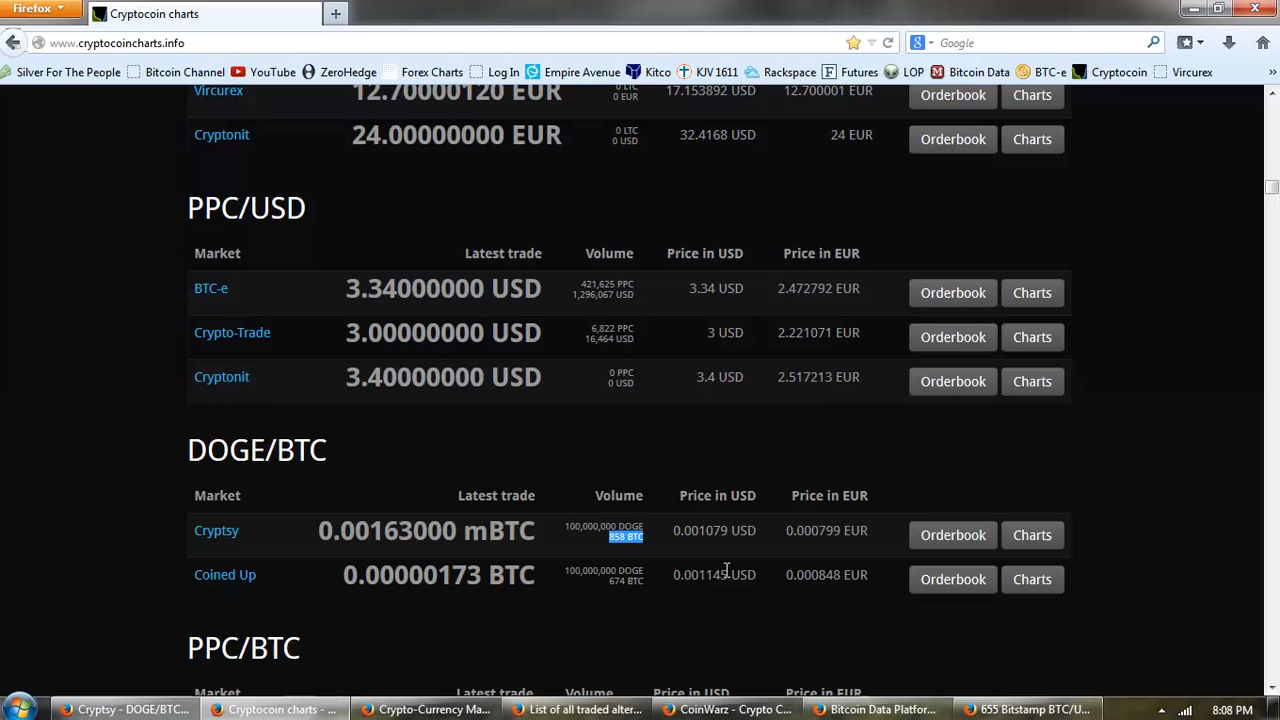 Firefox
Cryptocoin charts
www.cryptocoincharts.info
Google
Silver For The People Bitcoin Channel YouTube ZeroHedge Forex Charts Log In Empire Avenue Kitco KJV 1611 Rackspace Futures LOP Bitcoin Data BTC-e Cryptocoin Vircurex »
Vircurex 12.70000120 EUR 0 LTC 17.153892 USD 12.700001 EUR Orderbook Charts
0 EUR
Cryptonit 24.00000000 EUR 0 LTC 32.4168 USD 24 EUR Orderbook Charts
0 USD
PPC/USD
Market Latest trade Volume Price in USD Price in EUR
BTC-e 3.34000000 USD 421,625 PPC 3.34 USD 2.472792 EUR Orderbook Charts
1,296,067 USD
Crypto-Trade 3.00000000 USD 6,822 PPC 3 USD 2.221071 EUR Orderbook Charts
16,464 USD
Cryptonit 3.40000000 USD 0 PPC 3.4 USD 2.517213 EUR Orderbook Charts
0 USD
DOGE/BTC
Market Latest trade Volume Price in USD Price in EUR
Cryptsy 0.00163000 mBTC 100,000,000 DOGE 0.001079 USD 0.000799 EUR Orderbook Charts
858 BTC
Coined Up 0.00000173 BTC 100,000,000 DOGE 0.001145 USD 0.000848 EUR Orderbook Charts
674 BTC
PPC/BTC
Market Latest trade Volume Price in USD Price in EUR
Cryptsy - DOGE/BTC... Cryptocoin charts - ... Crypto-Currency Ma... List of all traded alter... CoinWarz - Crypto C... Bitcoin Data Platfor... 655 Bitstamp BTC/U... 8:08 PM